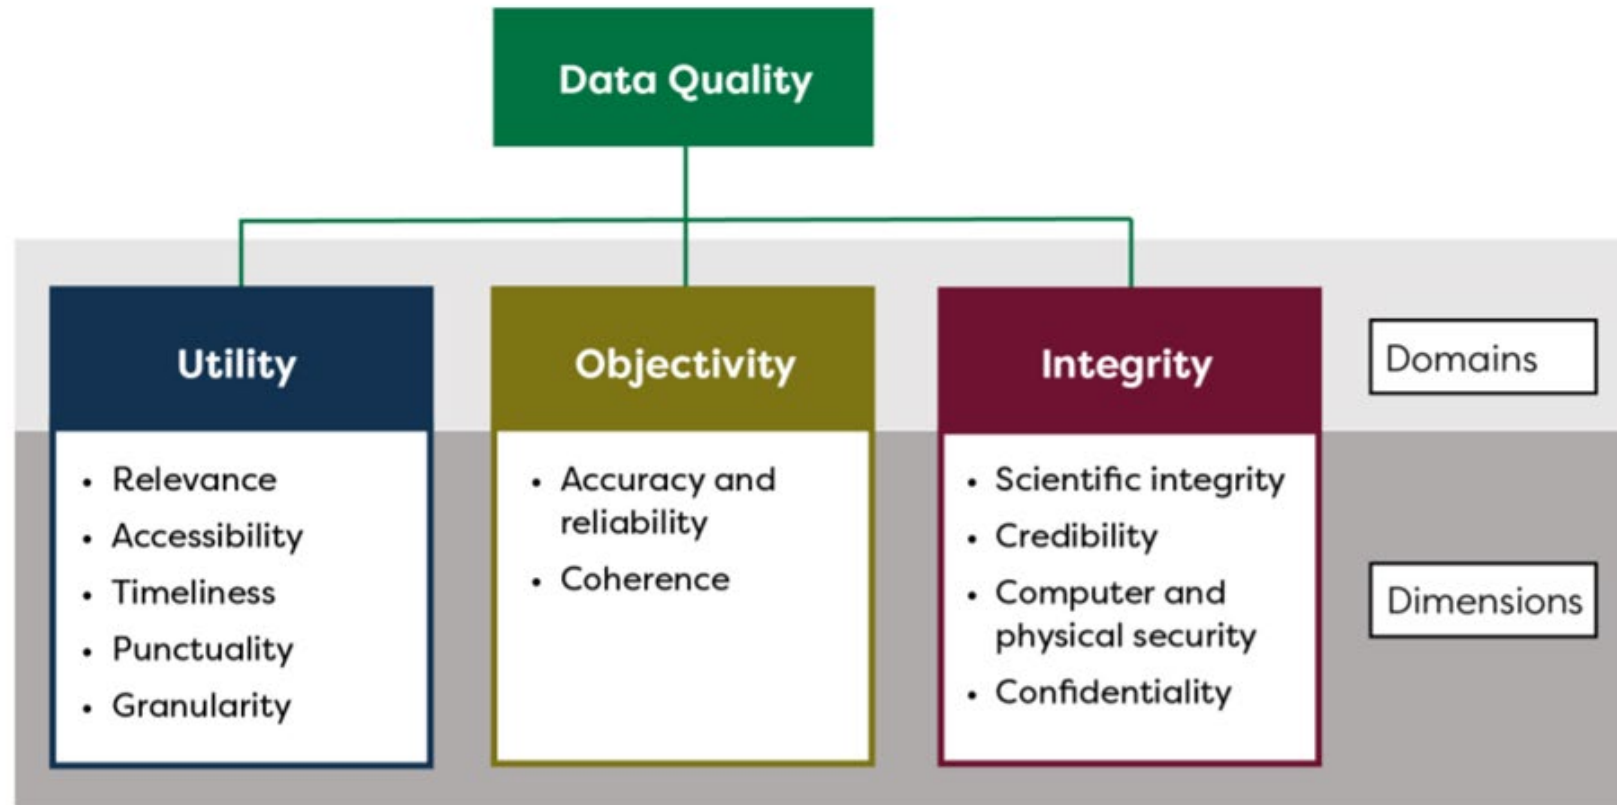 Data Quality
Utility
Objectivity
Integrity
Domains
• Relevance
• Accessibility
• Timeliness
• Punctuality
• Granularity
• Accuracy and
reliability
• Coherence
• Scientific integrity
• Credibility
• Computer and
physical security
• Confidentiality
Dimensions